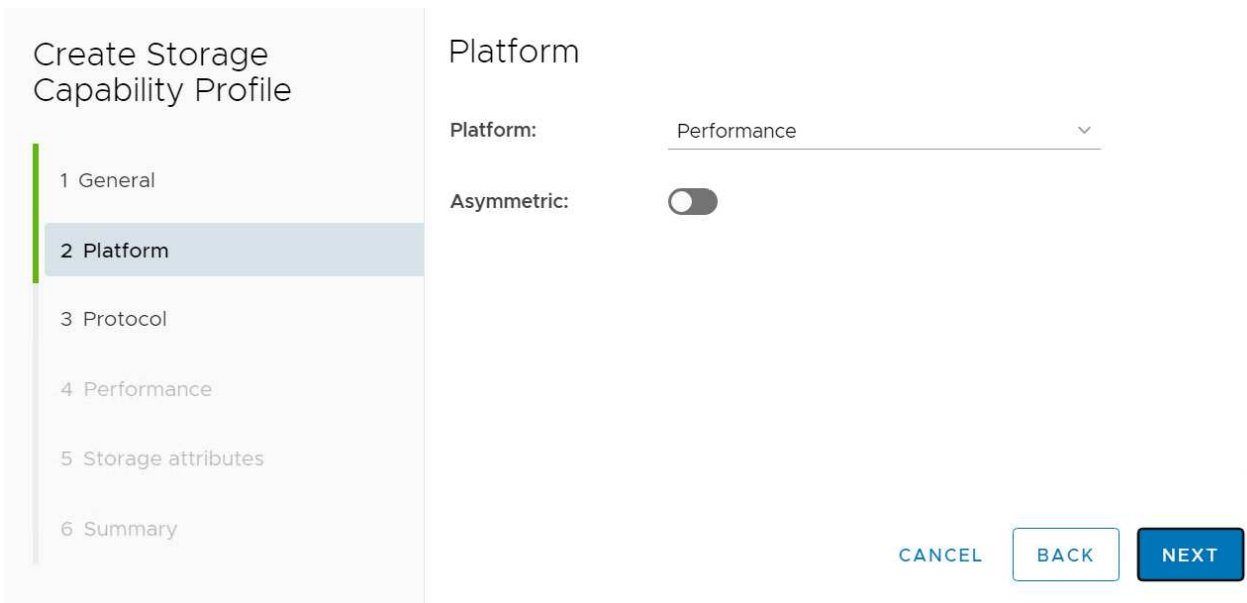 Create Storage
Capability Profile
1 General
2 Platform
3 Protocol
4 Performance
5 Storage attributes
6 Summary
Platform
Platform: Performance
Asymmetric:
CANCEL BACK NEXT